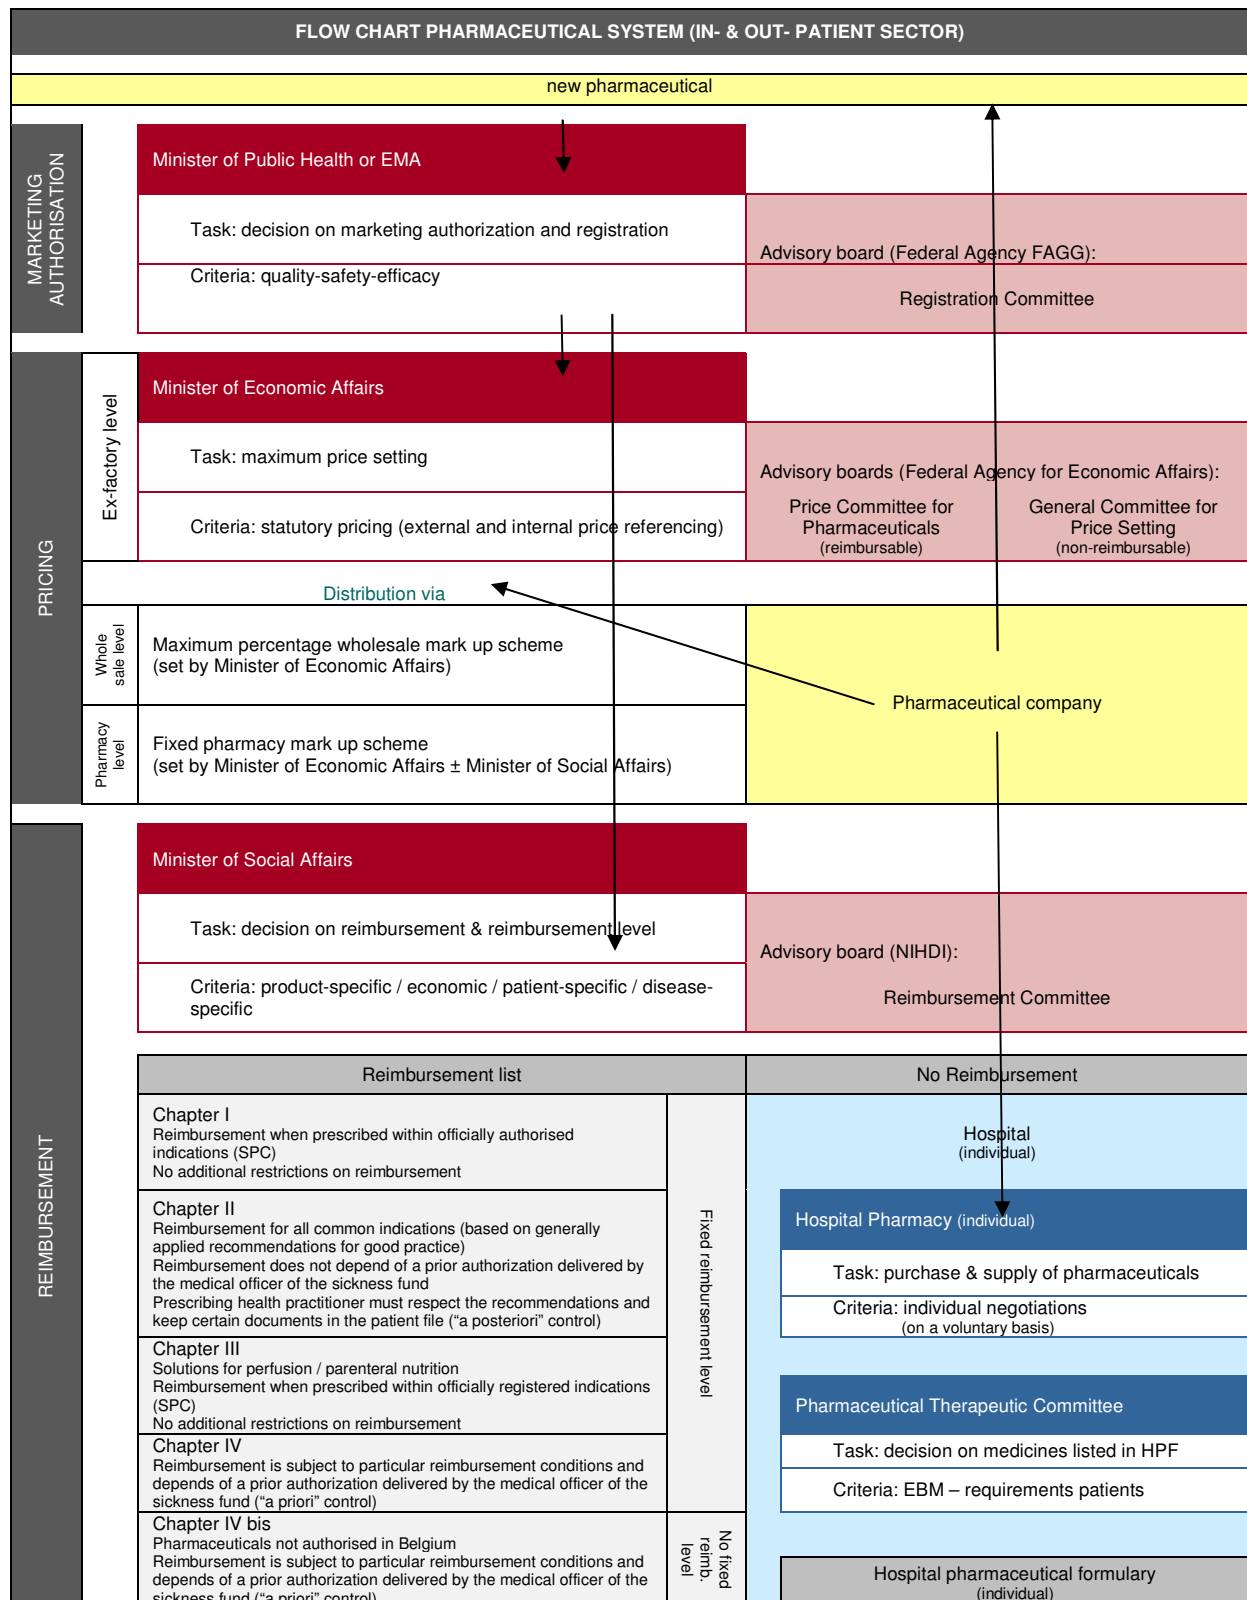 FLOW CHART PHARMACEUTICAL SYSTEM (IN- & OUT- PATIENT SECTOR)
new pharmaceutical
MARKETING
AUTHORISATION
Minister of Public Health or EMA
Task: decision on marketing authorization and registration
Criteria: quality-safety-efficacy
Advisory board (Federal Agency FAGG):
Registration Committee
PRICING
Ex-factory level
Minister of Economic Affairs
Task: maximum price setting
Criteria: statutory pricing (external and internal price referencing)
Advisory boards (Federal Agency for Economic Affairs):
Price Committee for
Pharmaceuticals
(reimbursable)
General Committee for
Price Setting
(non-reimbursable)
Distribution via
Whole
sale level
Maximum percentage wholesale mark up scheme
(set by Minister of Economic Affairs)
Pharmacy
level
Fixed pharmacy mark up scheme
(set by Minister of Economic Affairs ± Minister of Social Affairs)
Pharmaceutical company
REIMBURSEMENT
Minister of Social Affairs
Task: decision on reimbursement & reimbursement level
Criteria: product-specific / economic / patient-specific / disease-
specific
Advisory board (NIHDI):
Reimbursement Committee
Reimbursement list
Chapter I
Reimbursement when prescribed within officially authorised
indications (SPC)
No additional restrictions on reimbursement
Chapter II
Reimbursement for all common indications (based on generally
applied recommendations for good practice)
Reimbursement does not depend of a prior authorization delivered by
the medical officer of the sickness fund
Prescribing health practitioner must respect the recommendations and
keep certain documents in the patient file (“a posteriori” control)
Chapter III
Solutions for perfusion / parenteral nutrition
Reimbursement when prescribed within officially registered indications
(SPC)
No additional restrictions on reimbursement
Chapter IV
Reimbursement is subject to particular reimbursement conditions and
depends of a prior authorization delivered by the medical officer of the
sickness fund (“a priori” control)
Chapter IV bis
Pharmaceuticals not authorised in Belgium
Reimbursement is subject to particular reimbursement conditions and
depends of a prior authorization delivered by the medical officer of the
sickness fund (“a priori” control)
Fixed reimbursement level
No fixed
reimb.
level
No Reimbursement
Hospital
(individual)
Hospital Pharmacy (individual)
Task: purchase & supply of pharmaceuticals
Criteria: individual negotiations
(on a voluntary basis)
Pharmaceutical Therapeutic Committee
Task: decision on medicines listed in HPF
Criteria: EBM – requirements patients
Hospital pharmaceutical formulary
(individual)